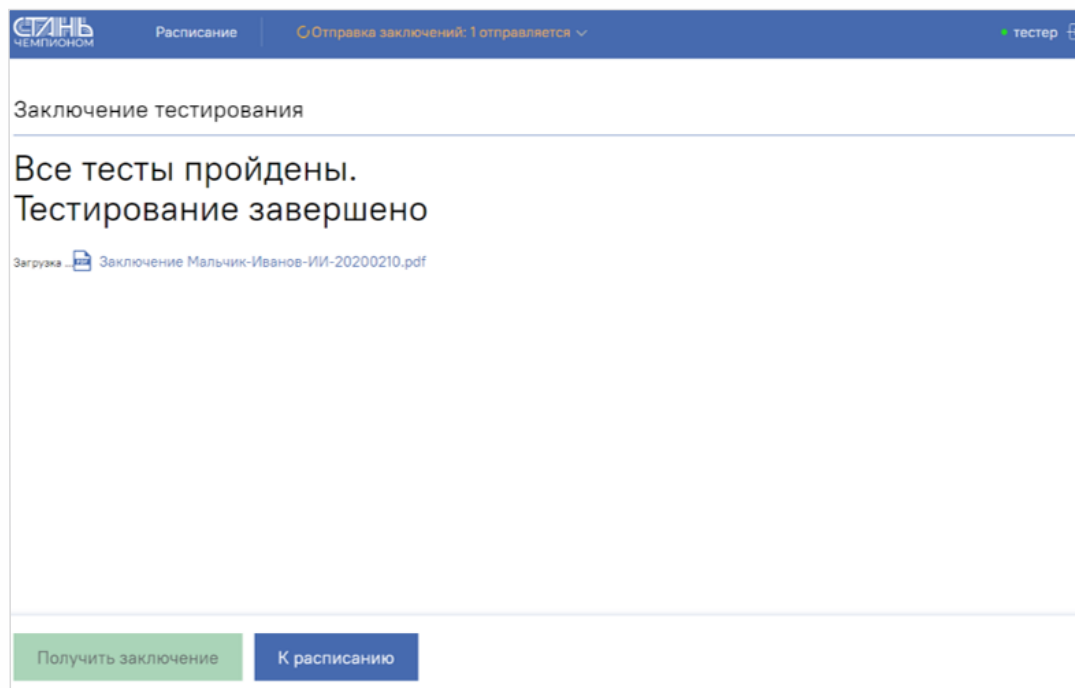 СТАНЬ
ЧЕМПИОНОМ
Расписание
Отправка заключений: 1 отправляется
тестер
Заключение тестирования
Все тесты пройдены.
Тестирование завершено
Загрузка ... PDF Заключение Мальчик-Иванов-ИИ-20200210.pdf
Получить заключение
К расписанию